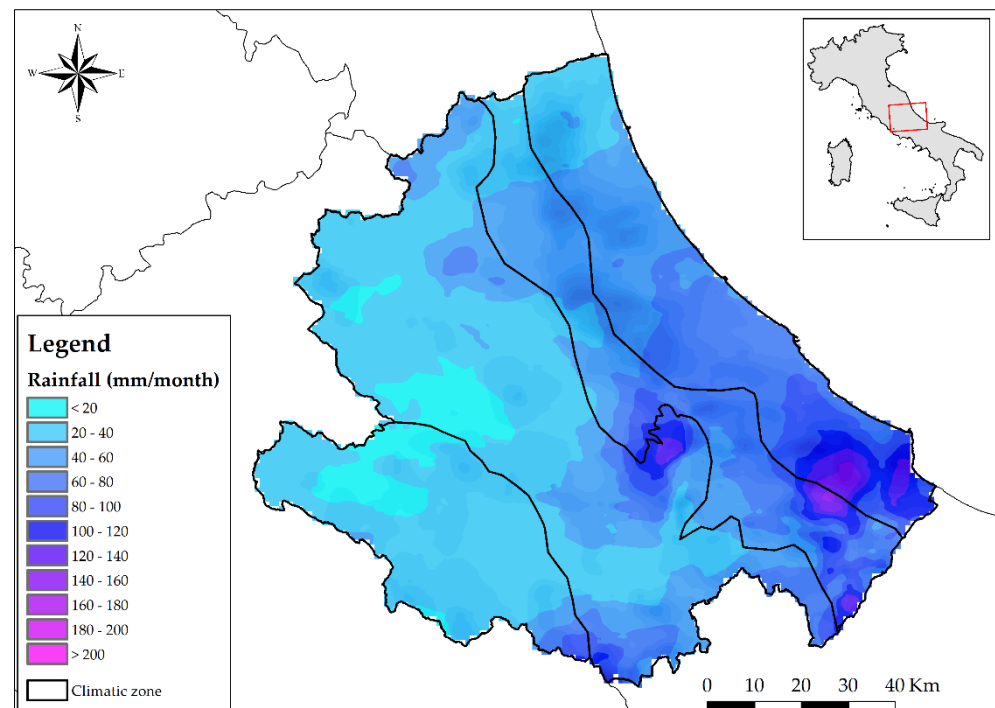 N
W E
S
Legend
Rainfall (mm/month)
< 20
20 - 40
40 - 60
60 - 80
80 - 100
100 - 120
120 - 140
140 - 160
160 - 180
180 - 200
> 200
Climatic zone
0 10 20 30 40 Km